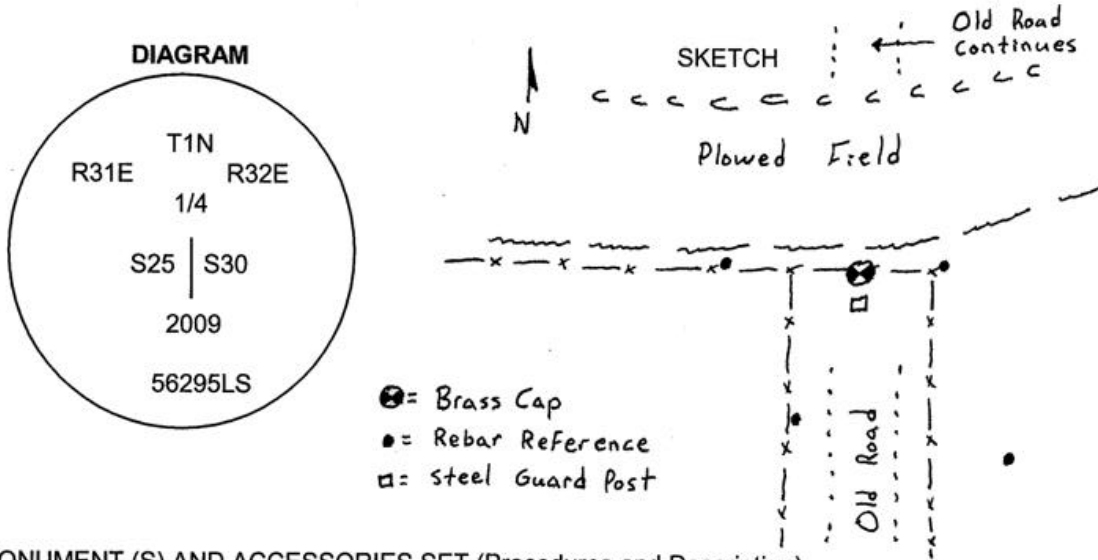 DIAGRAM
T1N
R31E R32E
1/4
S25 S30
2009
56295LS
SKETCH
N
Old Road
Continues
Plowed Field
= Brass Cap
= Rebar Reference
= Steel Guard Post
Old Road
ONUMENT (S) AND ACCESSORIES SET (Procedures and Description)